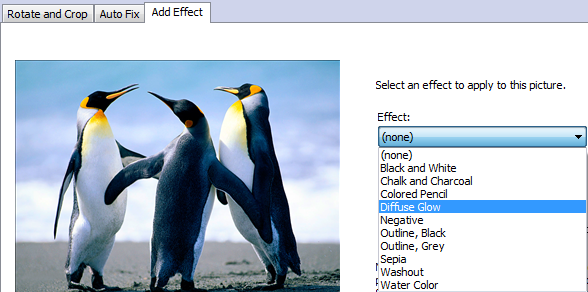 Rotate and Crop Auto Fix Add Effect
Select an effect to apply to this picture.
Effect:
(none)
(none)
Black and White
Chalk and Charcoal
Colored Pencil
Diffuse Glow
Negative
Outline, Black
Outline, Grey
Sepia
Washout
Water Color